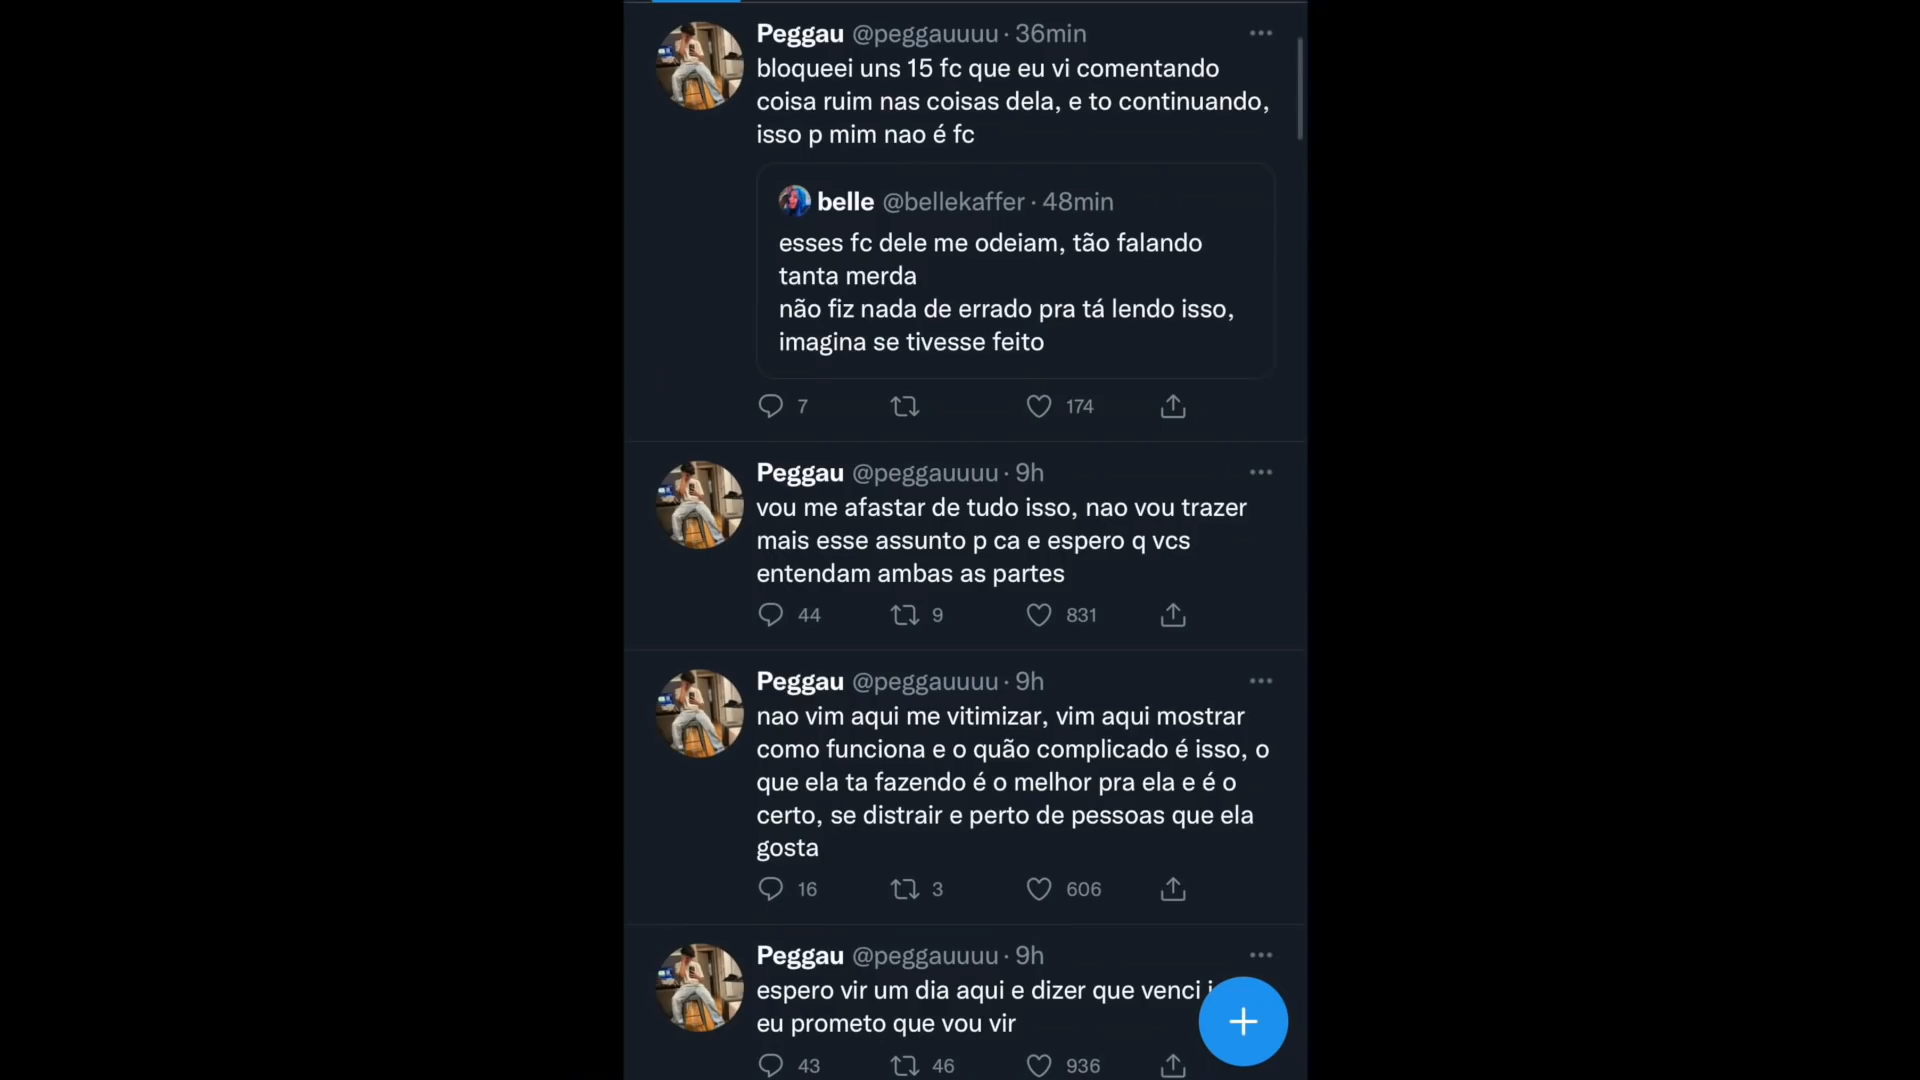 Peggau @peggauuuu · 36min
bloqueei uns 15 fc que eu vi comentando
coisa ruim nas coisas dela, e to continuando,
isso p mim nao é fc
belle @bellekaffer · 48min
esses fc dele me odeiam, tão falando
tanta merda
não fiz nada de errado pra tá lendo isso,
imagina se tivesse feito
7 174
Peggau @peggauuuu · 9h
vou me afastar de tudo isso, nao vou trazer
mais esse assunto p ca e espero q vcs
entendam ambas as partes
44 9 831
Peggau @peggauuuu · 9h
nao vim aqui me vitimizar, vim aqui mostrar
como funciona e o quão complicado é isso, o
que ela ta fazendo é o melhor pra ela e é o
certo, se distrair e perto de pessoas que ela
gosta
16 3 606
Peggau @peggauuuu · 9h
espero vir um dia aqui e dizer que venci
eu prometo que vou vir
43 46 936